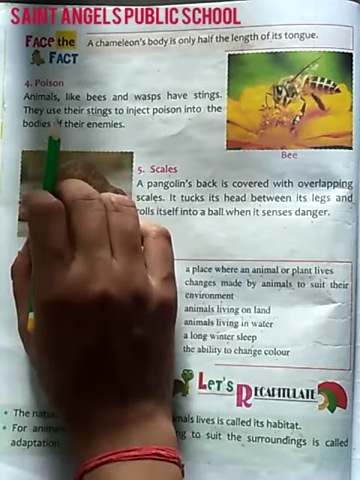 SAINT ANGELS PUBLIC SCHOOL
FACE the
FACT
A chameleon's body is only half the length of its tongue.
4. Poison
Animals, like bees and wasps have stings.
They use their stings to inject poison into the
bodies of their enemies.
Bee
5. Scales
A pangolin's back is covered with overlapping
scales. It tucks its head between its legs and
rolls itself into a ball when it senses danger.
a place where an animal or plant lives
changes made by animals to suit their
environment
animals living on land
animals living in water
a long winter sleep
the ability to change colour
LET'S
RECAPITULATE
• The lives is called its habitat.
• For to suit the surroundings is called
adaptation